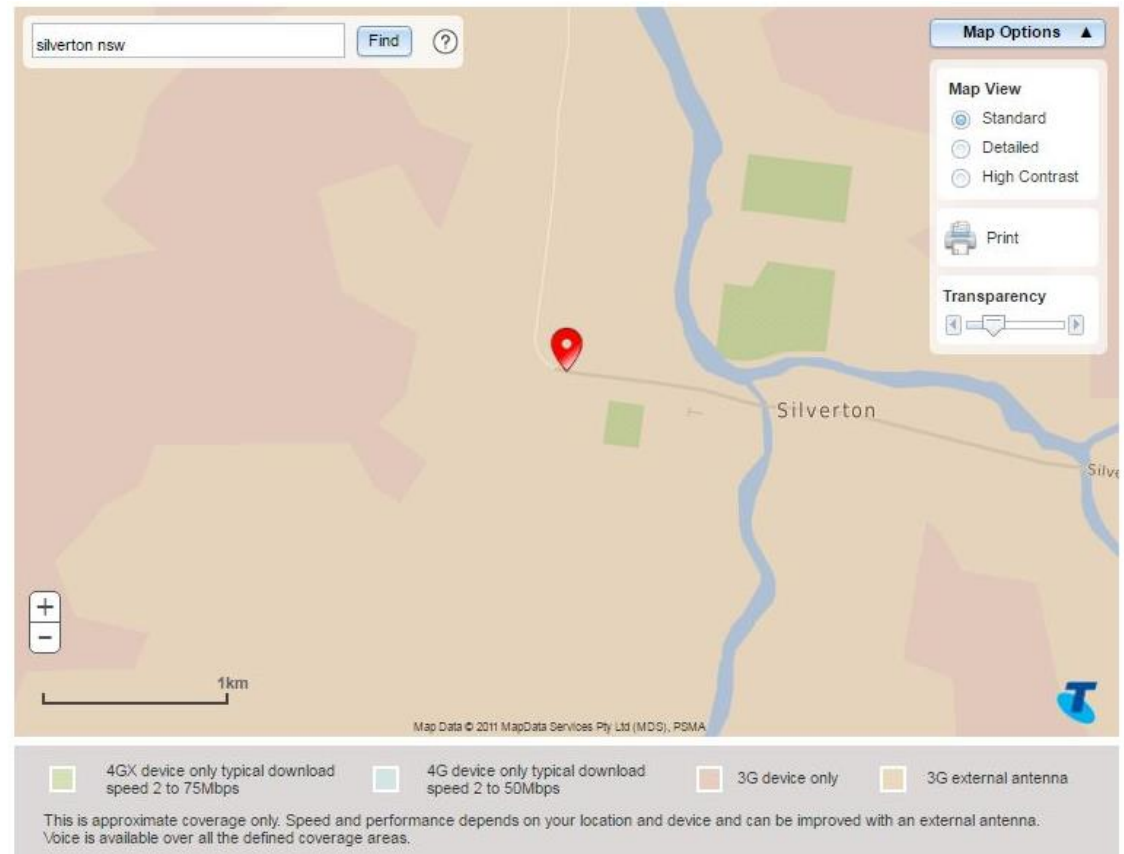 silverton nsw
Find
?
Map Options ▲
Map View
Standard
Detailed
High Contrast
Print
Transparency
Silverton
Silve
+
−
1km
T
Map Data © 2011 MapData Services Pty Ltd (MDS), PSMA
4GX device only typical download
speed 2 to 75Mbps
4G device only typical download
speed 2 to 50Mbps
3G device only
3G external antenna
This is approximate coverage only. Speed and performance depends on your location and device and can be improved with an external antenna.
Voice is available over all the defined coverage areas.